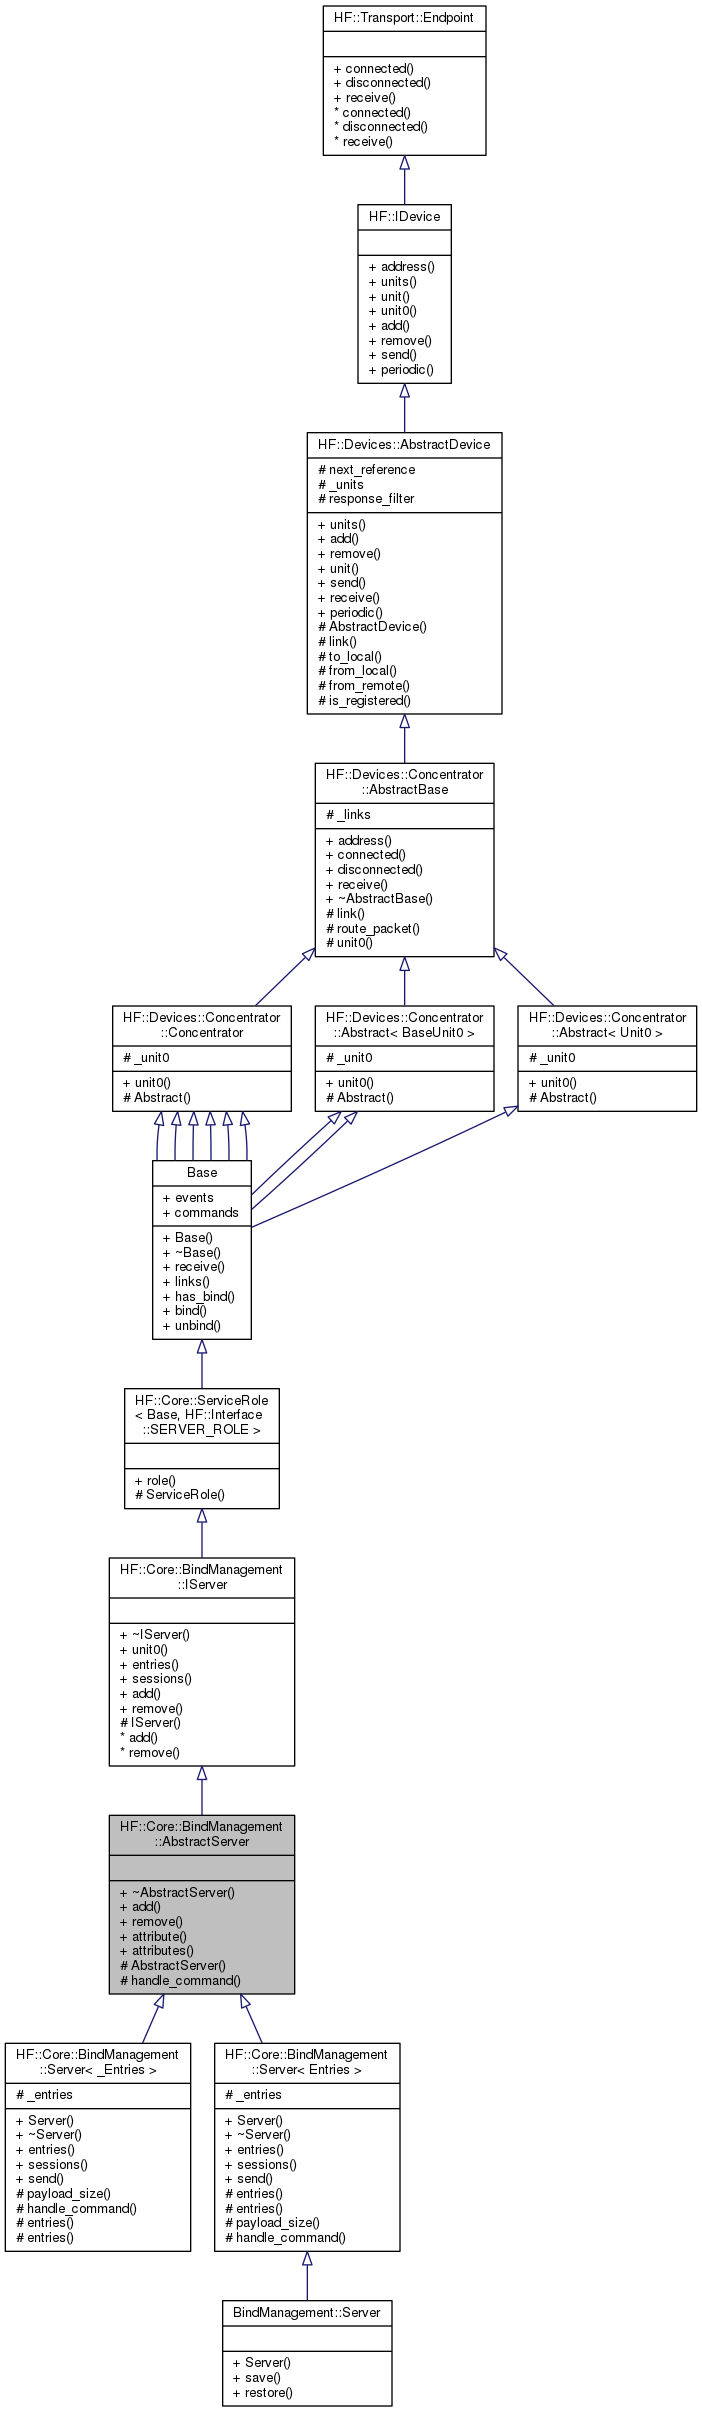 HF::Transport::Endpoint
+ connected()
+ disconnected()
+ receive()
* connected()
* disconnected()
* receive()
HF::IDevice
+ address()
+ units()
+ unit()
+ unit0()
+ add()
+ remove()
+ send()
+ periodic()
HF::Devices::AbstractDevice
# next_reference
# _units
# response_filter
+ units()
+ add()
+ remove()
+ unit()
+ send()
+ receive()
+ periodic()
# AbstractDevice()
# link()
# to_local()
# from_local()
# from_remote()
# is_registered()
HF::Devices::Concentrator
::AbstractBase
# _links
+ address()
+ connected()
+ disconnected()
+ receive()
+ ~AbstractBase()
# link()
# route_packet()
# unit0()
HF::Devices::Concentrator
::Concentrator
# _unit0
+ unit0()
# Abstract()
HF::Devices::Concentrator
::Abstract< BaseUnit0 >
# _unit0
+ unit0()
# Abstract()
HF::Devices::Concentrator
::Abstract< Unit0 >
# _unit0
+ unit0()
# Abstract()
Base
+ events
+ commands
+ Base()
+ ~Base()
+ receive()
+ links()
+ has_bind()
+ bind()
+ unbind()
HF::Core::ServiceRole
< Base, HF::Interface
::SERVER_ROLE >
+ role()
# ServiceRole()
HF::Core::BindManagement
::IServer
+ ~IServer()
+ unit0()
+ entries()
+ sessions()
+ add()
+ remove()
# IServer()
* add()
* remove()
HF::Core::BindManagement
::AbstractServer
+ ~AbstractServer()
+ add()
+ remove()
+ attribute()
+ attributes()
# AbstractServer()
# handle_command()
HF::Core::BindManagement
::Server< _Entries >
# _entries
+ Server()
+ ~Server()
+ entries()
+ sessions()
+ send()
# payload_size()
# handle_command()
# entries()
# entries()
HF::Core::BindManagement
::Server< Entries >
# _entries
+ Server()
+ ~Server()
+ entries()
+ sessions()
+ send()
# entries()
# entries()
# payload_size()
# handle_command()
BindManagement::Server
+ Server()
+ save()
+ restore()